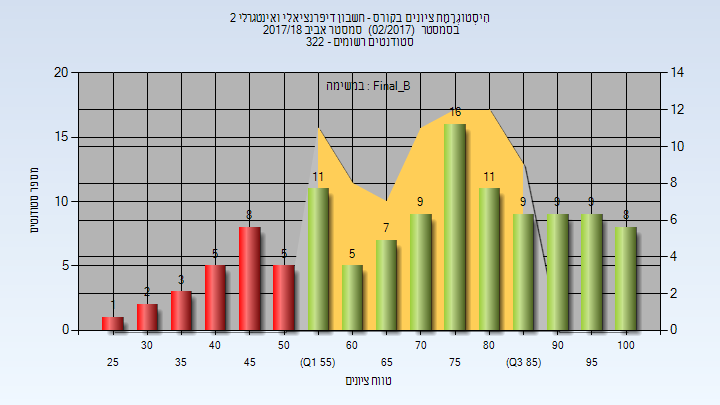 היסטוגרמת ציונים בקורס - חשבון דיפרנציאלי ואינטגרלי 2
בסמסטר (02/2017) סמסטר אביב 2017/18
סטודנטים רשומים - 322
במשימה : Final_B
20 15 10 5 0
מספר סטודנטים
14 12 10 8 6 4 2 0
1 2 3 5 8 5 11 5 7 9 16 11 9 9 9 8
30 40 50 60 70 80 90 100
25 35 45 (Q1 55) 65 75 (Q3 85) 95
טווח ציונים